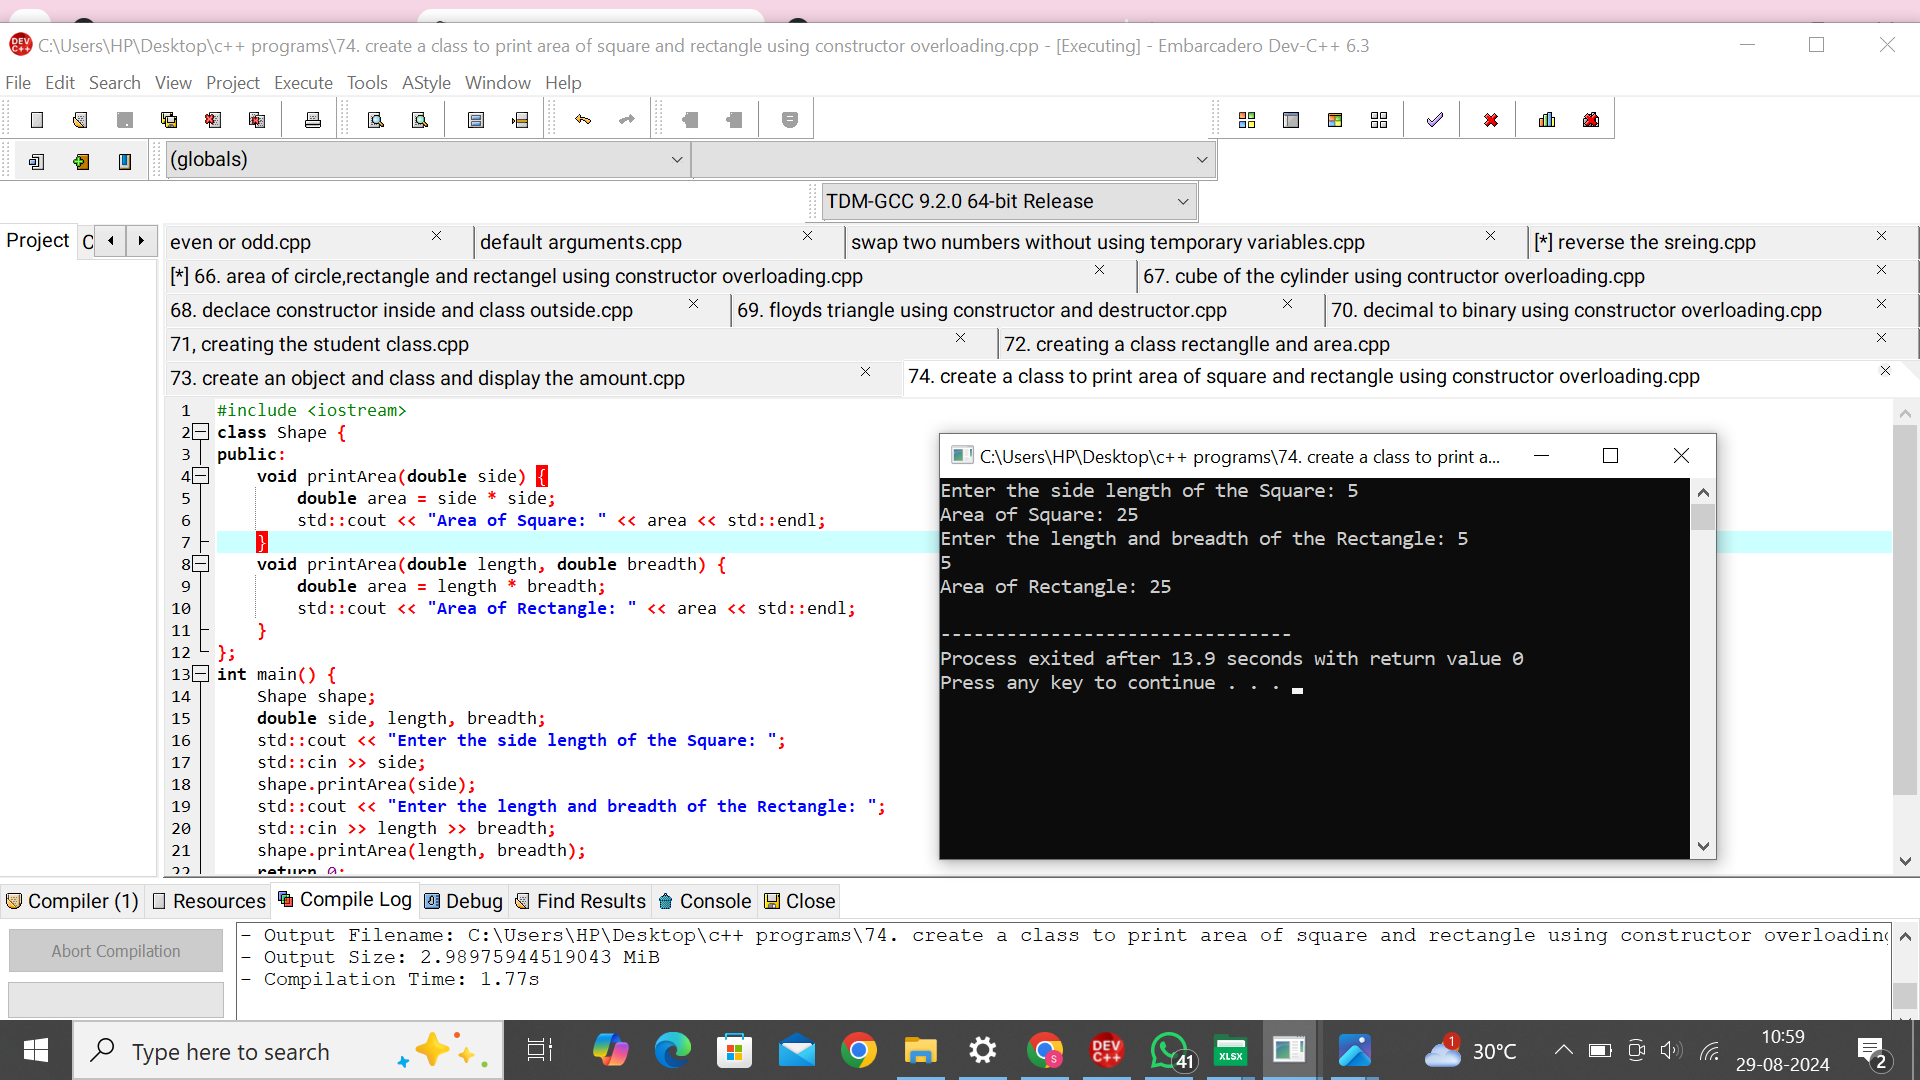 C:\Users\HP\Desktop\c++ programs\74. create a class to print area of square and rectangle using constructor overloading.cpp - [Executing] - Embarcadero Dev-C++ 6.3
File Edit Search View Project Execute Tools AStyle Window Help
(globals)
TDM-GCC 9.2.0 64-bit Release
Project C
even or odd.cpp default arguments.cpp swap two numbers without using temporary variables.cpp [*] reverse the sreing.cpp
[*] 66. area of circle,rectangle and rectangel using constructor overloading.cpp 67. cube of the cylinder using contructor overloading.cpp
68. declace constructor inside and class outside.cpp 69. floyds triangle using constructor and destructor.cpp 70. decimal to binary using constructor overloading.cpp
71, creating the student class.cpp 72. creating a class rectanglle and area.cpp
73. create an object and class and display the amount.cpp 74. create a class to print area of square and rectangle using constructor overloading.cpp
1 #include <iostream>
2 class Shape {
3 public:
4 void printArea(double side) {
5 double area = side * side;
6 std::cout << "Area of Square: " << area << std::endl;
7 }
8 void printArea(double length, double breadth) {
9 double area = length * breadth;
10 std::cout << "Area of Rectangle: " << area << std::endl;
11 }
12 };
13 int main() {
14 Shape shape;
15 double side, length, breadth;
16 std::cout << "Enter the side length of the Square: ";
17 std::cin >> side;
18 shape.printArea(side);
19 std::cout << "Enter the length and breadth of the Rectangle: ";
20 std::cin >> length >> breadth;
21 shape.printArea(length, breadth);
22 return 0;
C:\Users\HP\Desktop\c++ programs\74. create a class to print a...
Enter the side length of the Square: 5
Area of Square: 25
Enter the length and breadth of the Rectangle: 5
5
Area of Rectangle: 25
--------------------------------
Process exited after 13.9 seconds with return value 0
Press any key to continue . . .
Compiler (1) Resources Compile Log Debug Find Results Console Close
Abort Compilation
- Output Filename: C:\Users\HP\Desktop\c++ programs\74. create a class to print area of square and rectangle using constructor overloading
- Output Size: 2.98975944519043 MiB
- Compilation Time: 1.77s
Type here to search
DEV C++
41
XLSX
1
30°C
10:59
29-08-2024
2